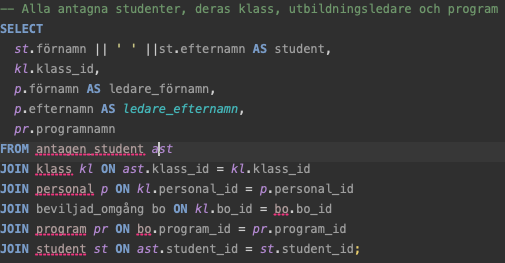 -- Alla antagna studenter, deras klass, utbildningsledare och program
SELECT
st.förnamn || ' ' ||st.efternamn AS student,
kl.klass_id,
p.förnamn AS ledare_förnamn,
p.efternamn AS ledare_efternamn,
pr.programnamn
FROM antagen_student ast
JOIN klass kl ON ast.klass_id = kl.klass_id
JOIN personal p ON kl.personal_id = p.personal_id
JOIN beviljad_omgång bo ON kl.bo_id = bo.bo_id
JOIN program pr ON bo.program_id = pr.program_id
JOIN student st ON ast.student_id = st.student_id;